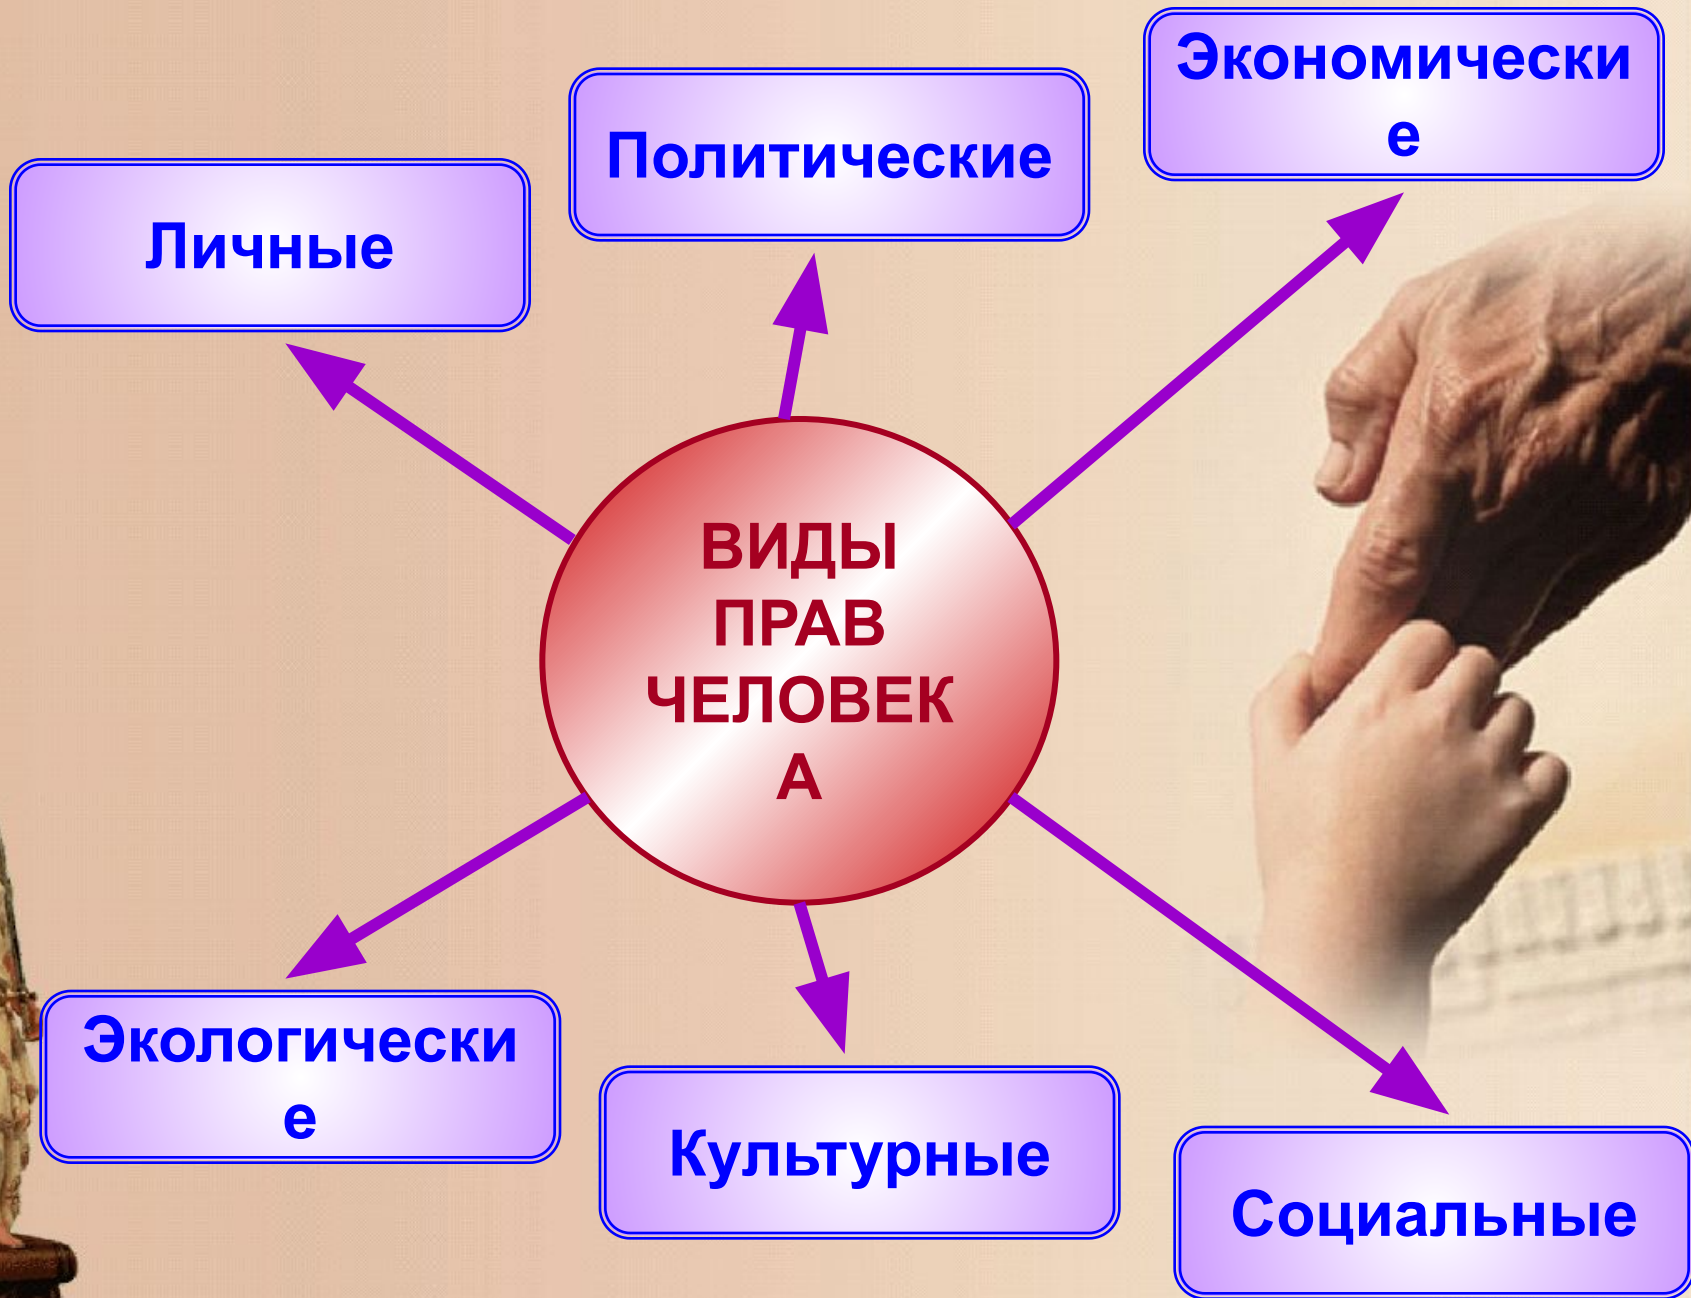 Экономически
е
Политические
Личные
ВИДЫ
ПРАВ
ЧЕЛОВЕК
А
Экологически
е
Культурные
Социальные